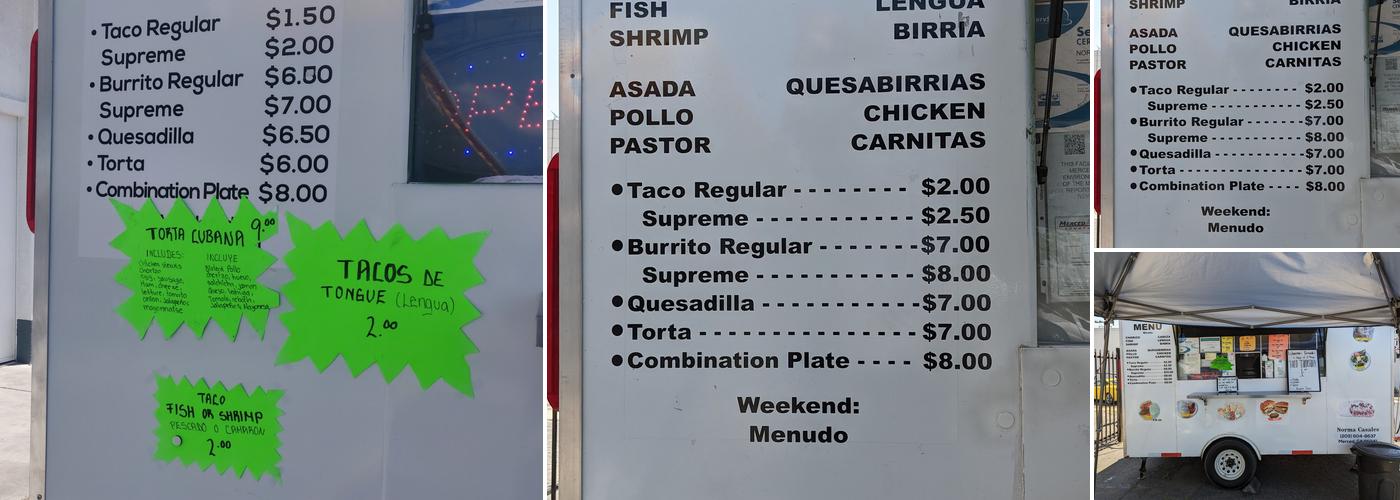 • Taco Regular $1.50
Supreme $2.00
• Burrito Regular $6.50
Supreme $7.00
• Quesadilla $6.50
• Torta $6.00
• Combination Plate $8.00
TORTA CUBANA 9.00
INCLUDES: INCLUYE
TACOS DE
TONGUE (Lengua)
2.00
TACO
FISH OR SHRIMP
PESCADO O CAMARON
2.00
FISH LENGUA
SHRIMP BIRRIA
ASADA QUESABIRRIAS
POLLO CHICKEN
PASTOR CARNITAS
• Taco Regular - - - - - - - - $2.00
Supreme - - - - - - - - - - - $2.50
• Burrito Regular - - - - - - - $7.00
Supreme - - - - - - - - - - - $8.00
• Quesadilla - - - - - - - - - - - $7.00
• Torta - - - - - - - - - - - - - - - - $7.00
• Combination Plate - - - - $8.00
Weekend:
Menudo
SHRIMP BIRRIA
ASADA QUESABIRRIAS
POLLO CHICKEN
PASTOR CARNITAS
• Taco Regular - - - - - - - - $2.00
Supreme - - - - - - - - - - - $2.50
• Burrito Regular - - - - - - - $7.00
Supreme - - - - - - - - - - - $8.00
• Quesadilla - - - - - - - - - - - $7.00
• Torta - - - - - - - - - - - - - - - - $7.00
• Combination Plate - - - - $8.00
Weekend:
Menudo
MENU
Norma Casales